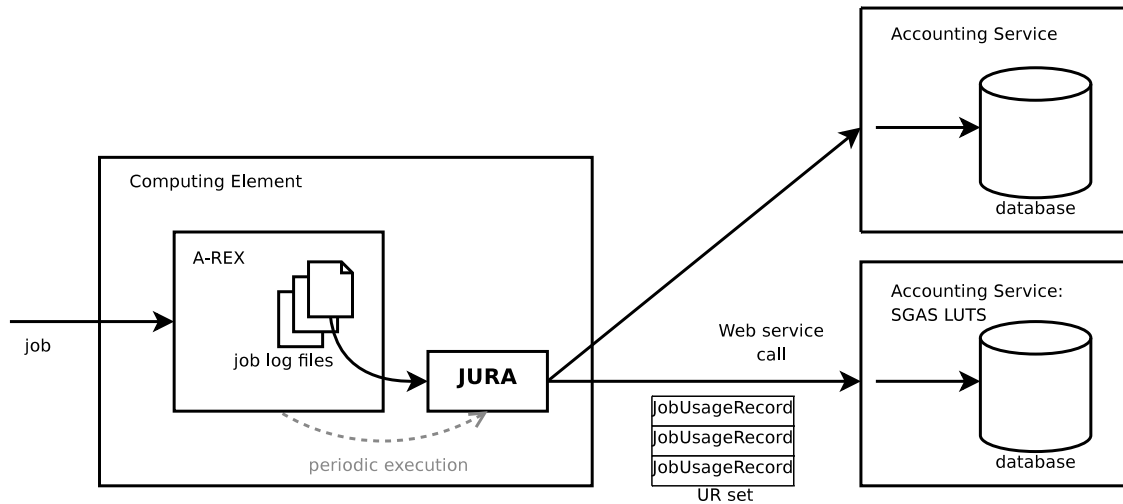 Accounting Service
database
Computing Element
A-REX
job log files
job
JURA
periodic execution
Web service
call
JobUsageRecord
JobUsageRecord
JobUsageRecord
UR set
Accounting Service:
SGAS LUTS
database